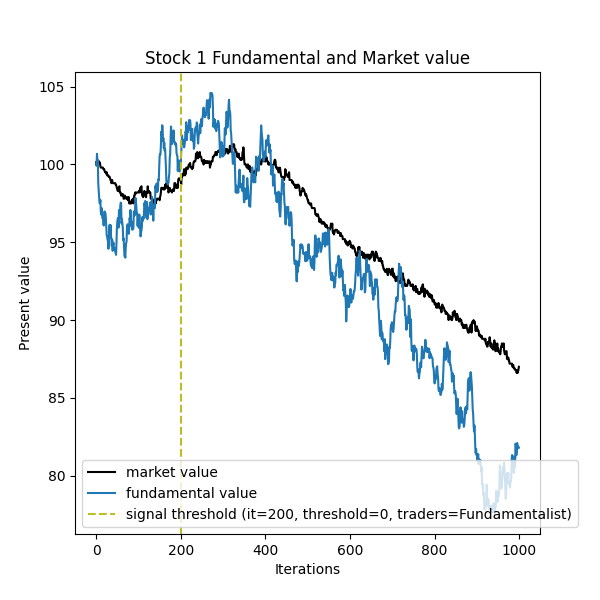 Stock 1 Fundamental and Market value
Present value
105
100
95
90
85
80
market value
fundamental value
signal threshold (it=200, threshold=0, traders=Fundamentalist)
0 200 400 600 800 1000
Iterations